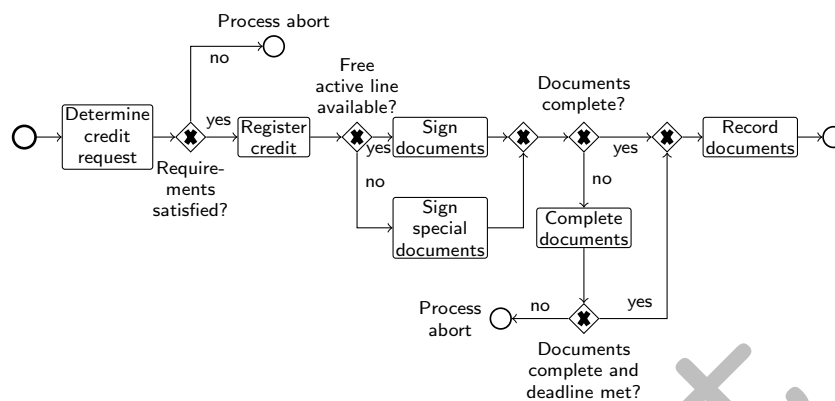 Process abort
no
Determine
credit
request
yes
Require-
ments
satisfied?
Register
credit
Free
active line
available?
yes
no
Sign
documents
Sign
special
documents
Documents
complete?
yes
no
Complete
documents
Record
documents
Process
abort
no
yes
Documents
complete and
deadline met?